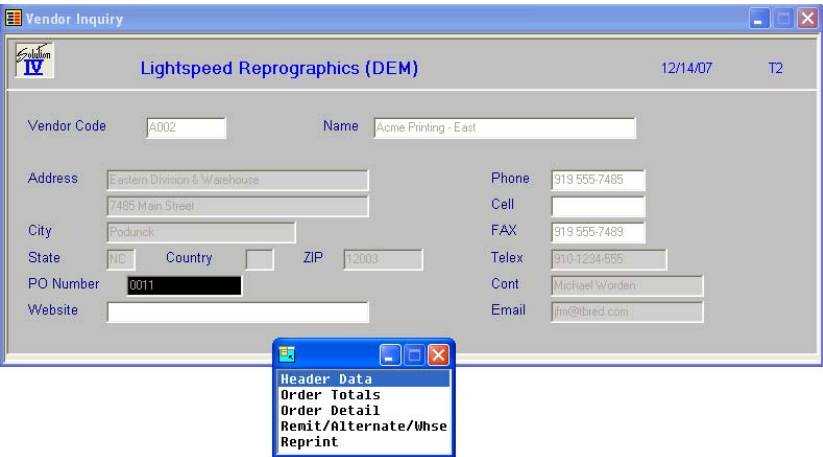 Vendor Inquiry
Solution IV
Lightspeed Reprographics (DEM) 12/14/07 T2
Vendor Code A002 Name Acme Printing - East
Address Eastern Division & Warehouse Phone 919 555-7485
7485 Main Street Cell
City Podunck FAX 919 555-7489
State NC Country ZIP 12003 Telex 910-1234-555
PO Number 0011 Cont Michael Worden
Website Email jfm@tbred.com
Header Data
Order Totals
Order Detail
Remit/Alternate/Whse
Reprint